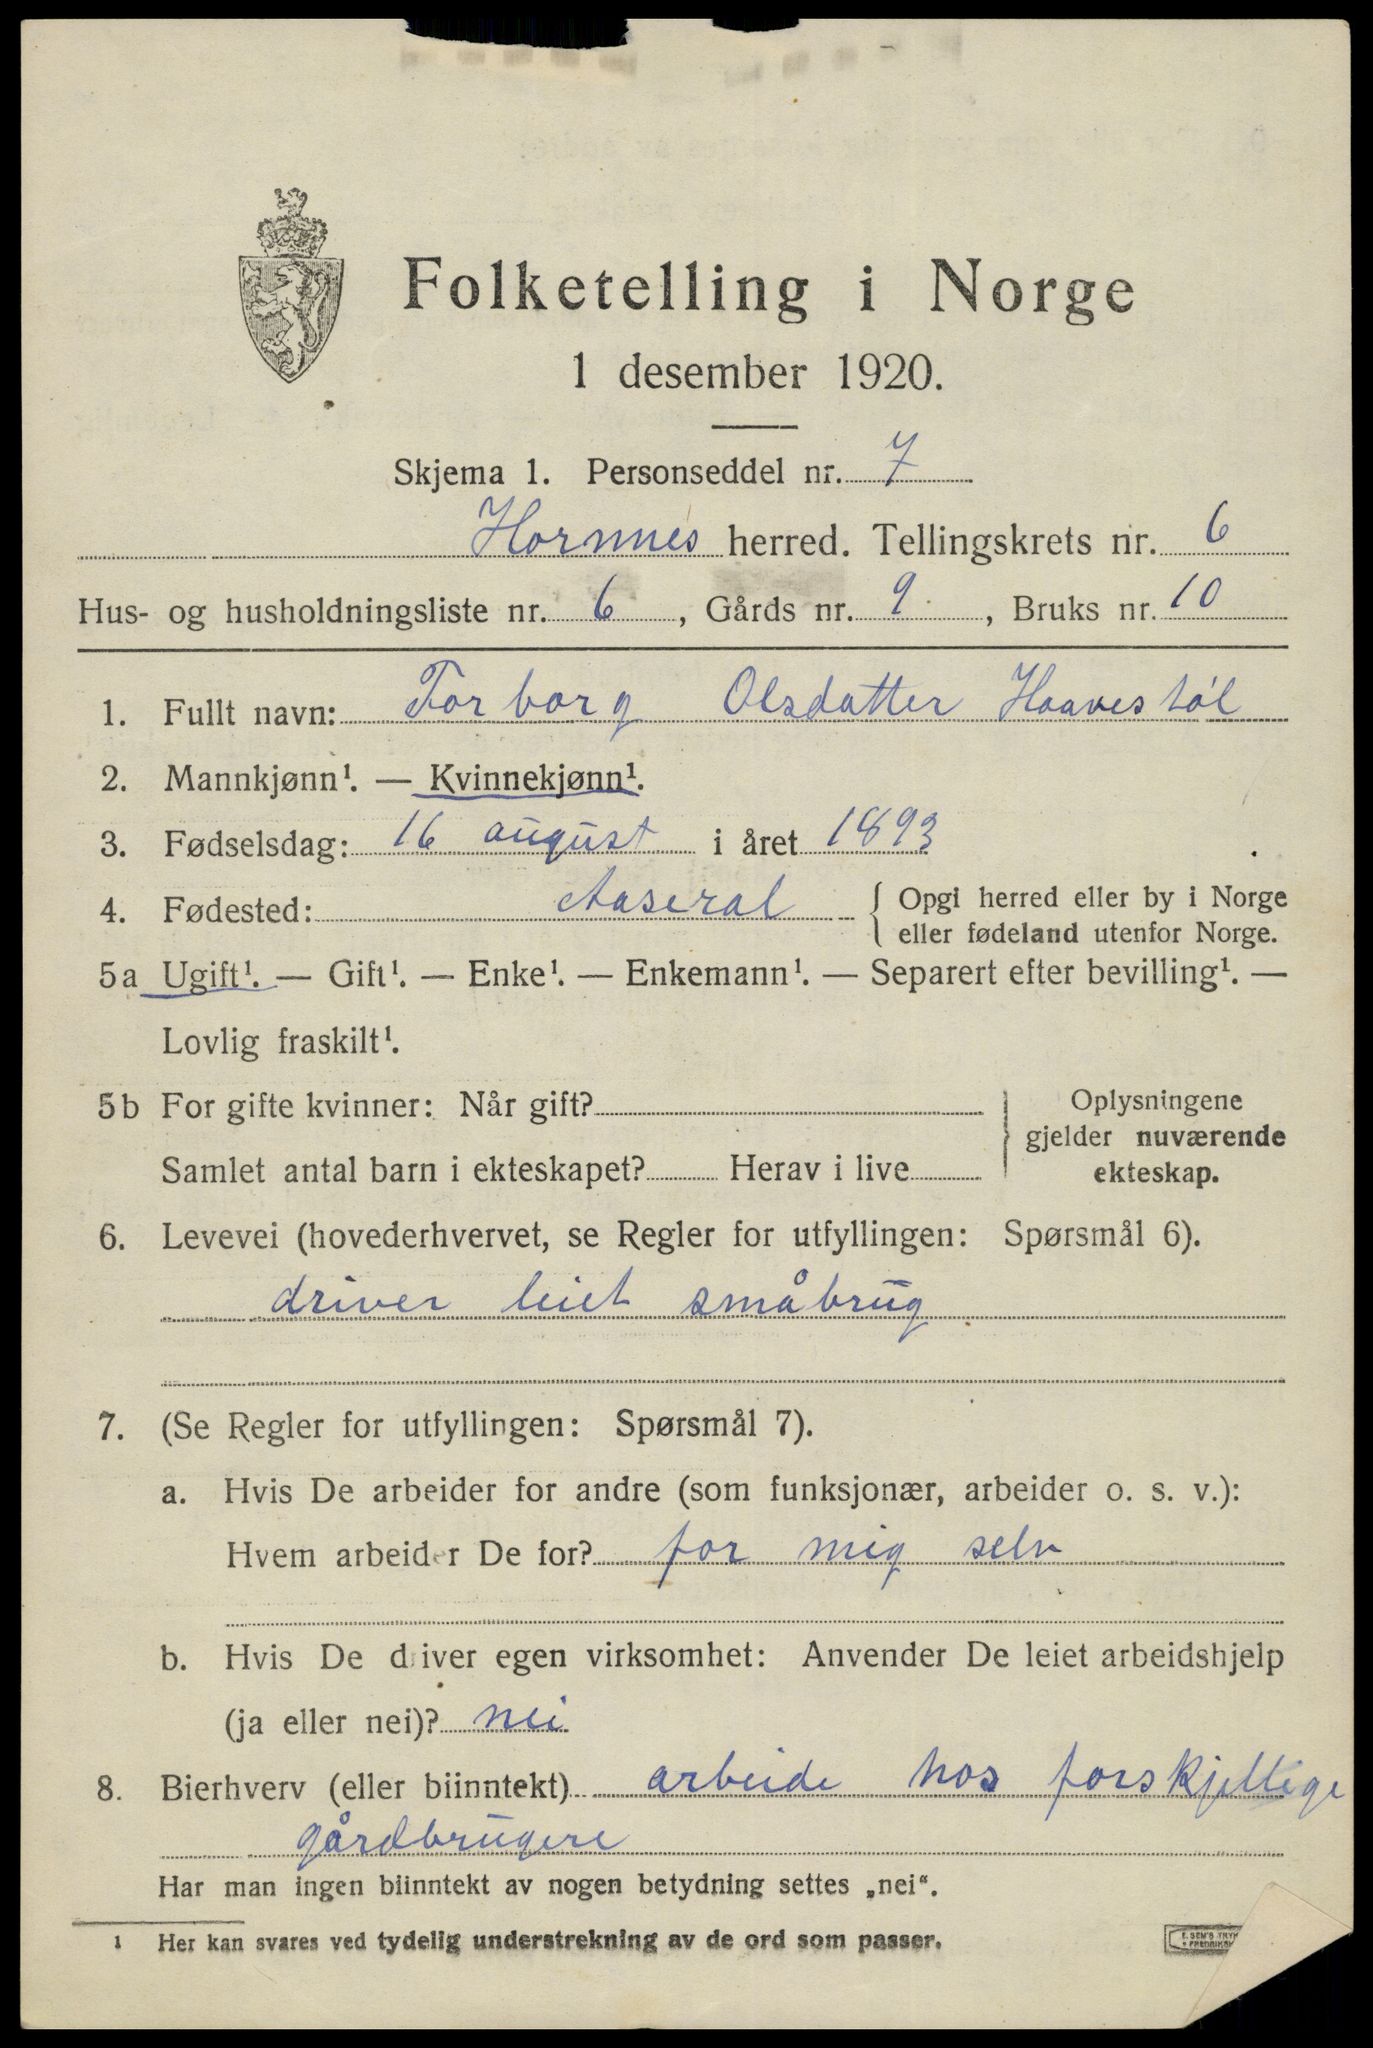 Folketelling i Norge
1 desember 1920.
Skjema 1. Personseddel nr. 7
Hornnes herred. Tellingskrets nr. 6
Hus- og husholdningsliste nr. 6, Gårds nr. 9, Bruks nr. 10
1. Fullt navn: Torborg Olsdatter Haavestøl
2. Mannkjønn¹. — Kvinnekjønn¹.
3. Fødselsdag: 16 august i året 1893
4. Fødested: Aaseral { Opgi herred eller by i Norge
eller fødeland utenfor Norge.
5a Ugift¹. — Gift¹. — Enke¹. — Enkemann¹. — Separert efter bevilling¹. —
Lovlig fraskilt¹.
5b For gifte kvinner: Når gift? Oplysningene
gjelder nuværende
Samlet antal barn i ekteskapet? Herav i live ekteskap.
6. Levevei (hovederhvervet, se Regler for utfyllingen: Spørsmål 6).
driver leiet småbrug
7. (Se Regler for utfyllingen: Spørsmål 7).
a. Hvis De arbeider for andre (som funksjonær, arbeider o. s. v.):
Hvem arbeider De for? for mig selv
b. Hvis De driver egen virksomhet: Anvender De leiet arbeidshjelp
(ja eller nei)? nei
8. Bierhverv (eller biinntekt) arbeide hos forskjellige
gårdbrugere
Har man ingen biinntekt av nogen betydning settes „nei“.
¹ Her kan svares ved tydelig understrekning av de ord som passer.